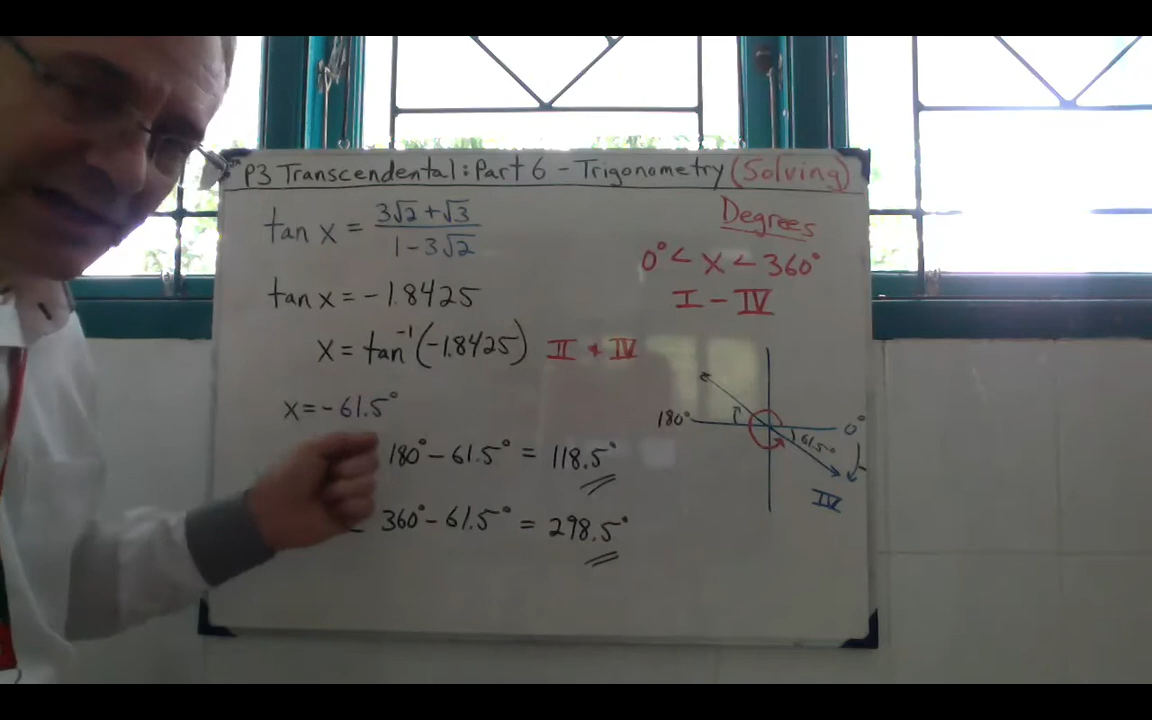 P3 Transcendental: Part 6 - Trigonometry (Solving)
tan x = (3√2 + √3)/(1 - 3√2)
tan x = -1.8425
x = tan⁻¹(-1.8425) II + IV
x = -61.5°
180° - 61.5° = 118.5°
360° - 61.5° = 298.5°
Degrees
0° < x < 360°
I - IV
180°
0°
61.5°
IV